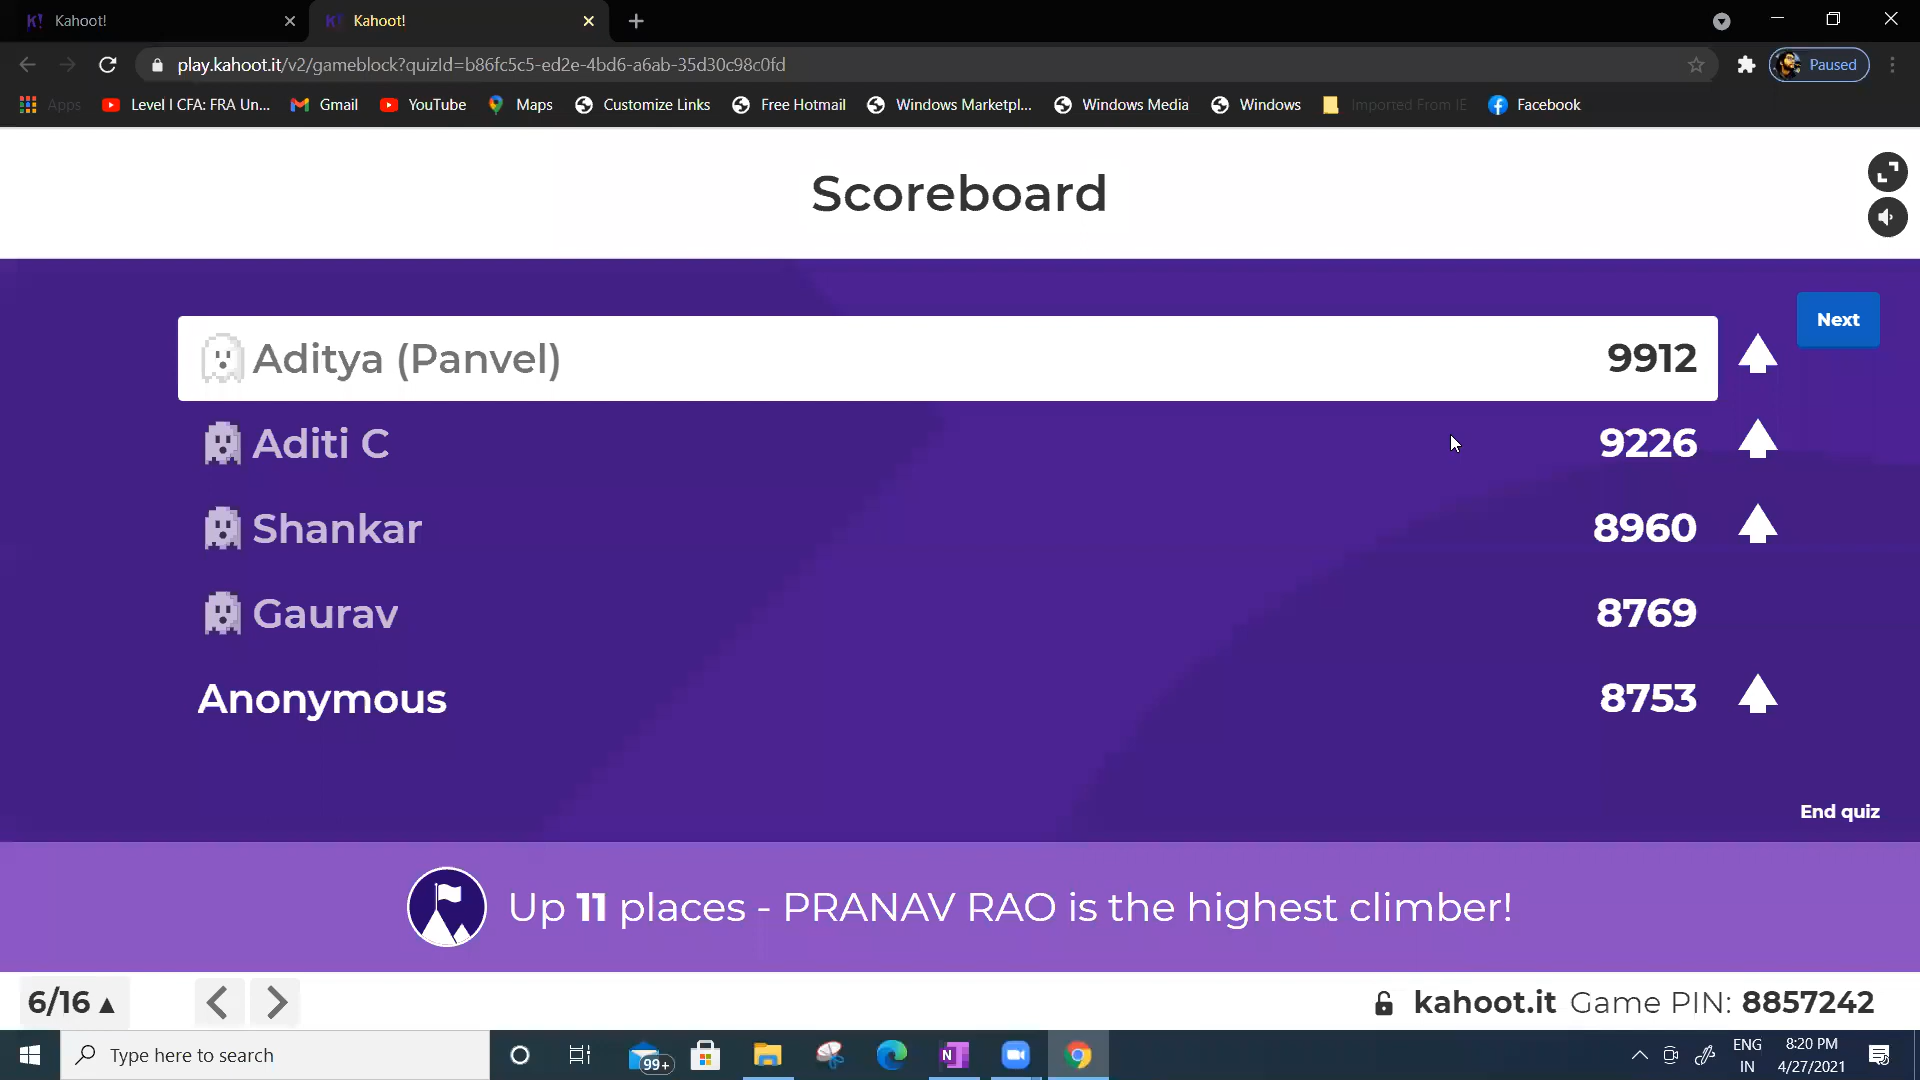 Kahoot!
Kahoot!
play.kahoot.it/v2/gameblock?quizId=b86fc5c5-ed2e-4bd6-a6ab-35d30c98c0fd
Paused
Apps
Level I CFA: FRA Un...
Gmail
YouTube
Maps
Customize Links
Free Hotmail
Windows Marketpl...
Windows Media
Windows
Imported From IE
Facebook
Scoreboard
Next
Aditya (Panvel) 9912
Aditi C 9226
Shankar 8960
Gaurav 8769
Anonymous 8753
End quiz
Up 11 places - PRANAV RAO is the highest climber!
6/16
kahoot.it Game PIN: 8857242
Type here to search
99+
ENG
IN
8:20 PM
4/27/2021